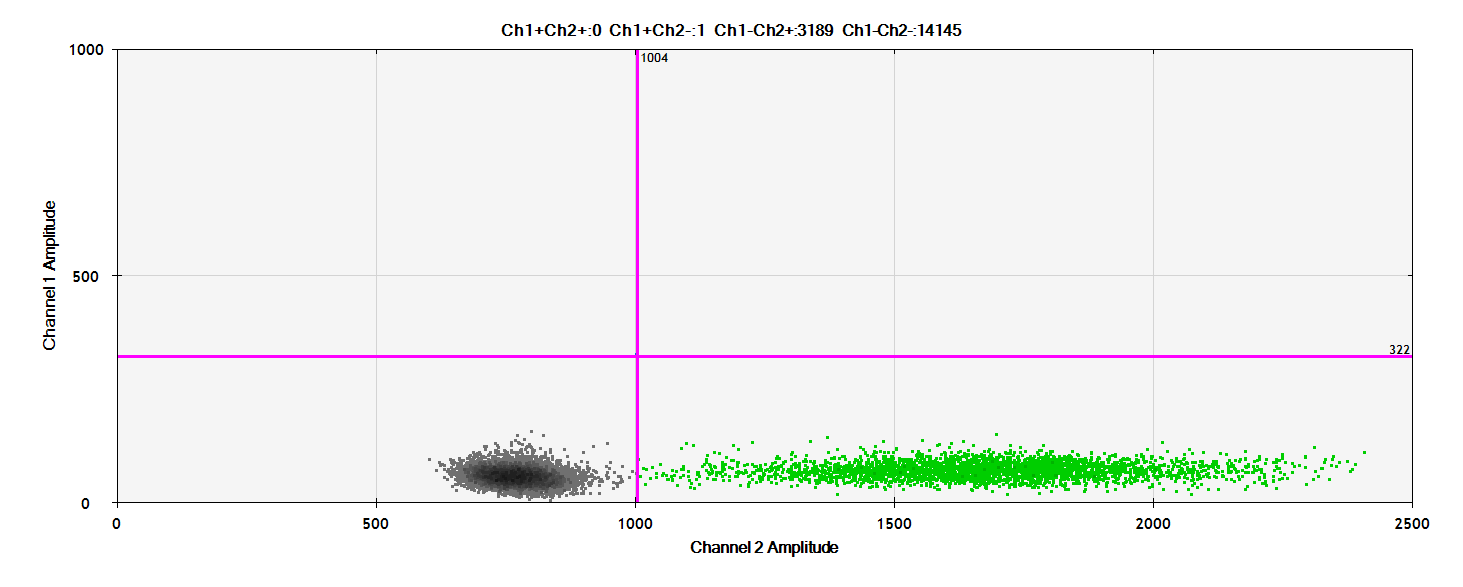 Ch1+Ch2+:0 Ch1+Ch2-:1 Ch1-Ch2+:3189 Ch1-Ch2-:14145
1000
1004
Channel 1 Amplitude
500
322
0
0 500 1000 1500 2000 2500
Channel 2 Amplitude